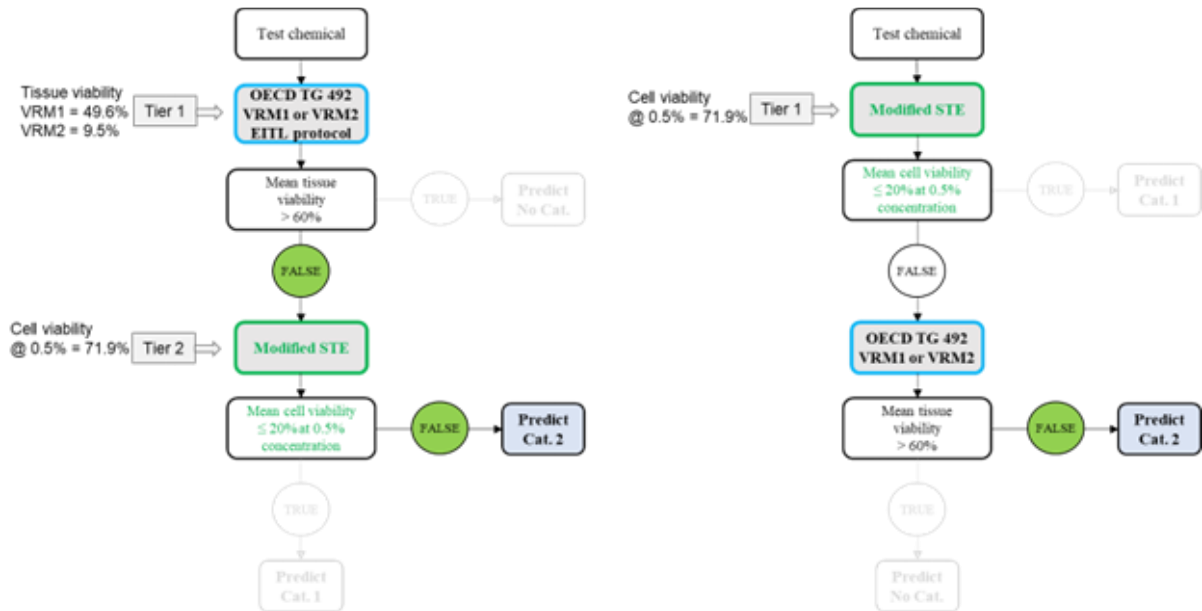 Test chemical
Tissue viability
VRM1 = 49.6%
VRM2 = 9.5%
Tier 1
OECD TG 492
VRM1 or VRM2
EITL protocol
Mean tissue
viability
> 60%
TRUE
Predict
No Cat.
FALSE
Cell viability
@ 0.5% = 71.9%
Tier 2
Modified STE
Mean cell viability
≤ 20% at 0.5%
concentration
FALSE
Predict
Cat. 2
TRUE
Predict
Cat. 1
Test chemical
Cell viability
@ 0.5% = 71.9%
Tier 1
Modified STE
Mean cell viability
≤ 20% at 0.5%
concentration
TRUE
Predict
Cat. 1
FALSE
OECD TG 492
VRM1 or VRM2
Mean tissue
viability
> 60%
FALSE
Predict
Cat. 2
TRUE
Predict
No Cat.